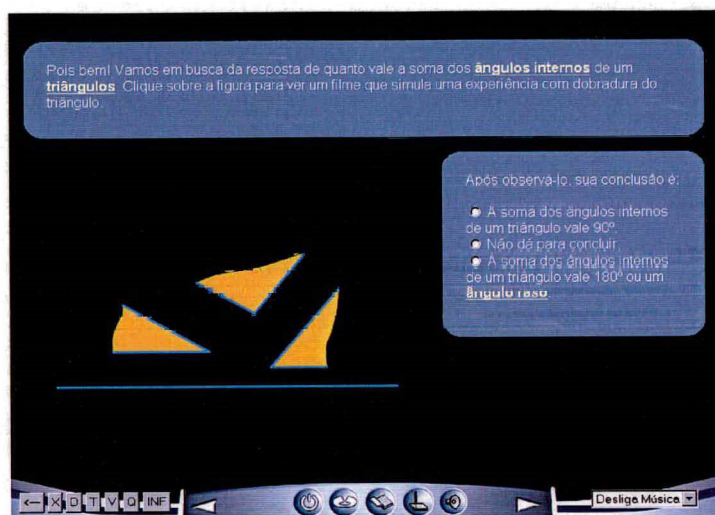 Pois bem! Vamos em busca da resposta de quanto vale a soma dos ângulos internos de um
triângulos. Clique sobre a figura para ver um filme que simula uma experiência com dobradura do
triângulo.
Após observá-lo, sua conclusão é:
A soma dos ângulos internos
de um triângulo vale 90º.
Não dá para concluir.
A soma dos ângulos internos
de um triângulo vale 180º ou um
ângulo raso.
<-- X D T V Q INF
Desliga Música